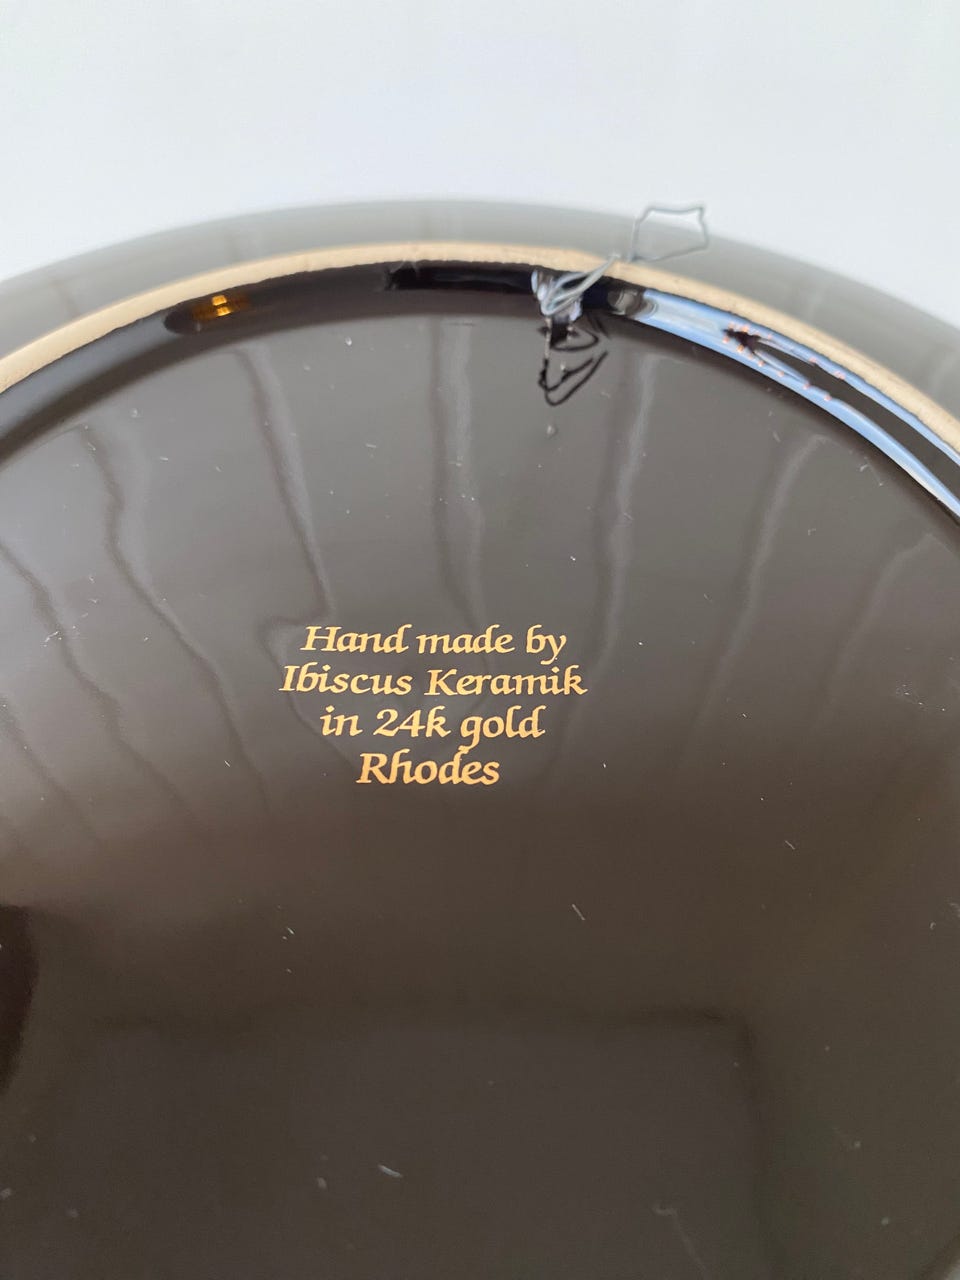 Hand made by
Ibiscus Keramik
in 24k gold
Rhodes